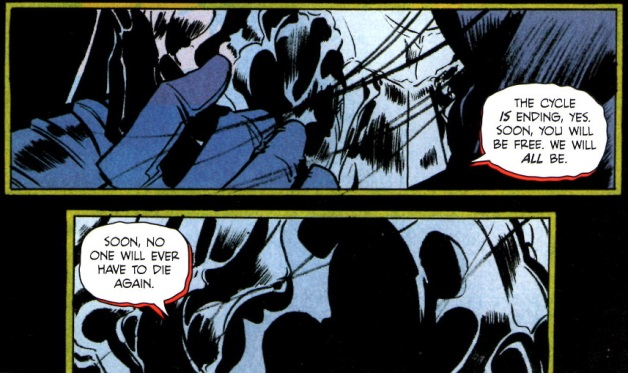 THE CYCLE
IS ENDING, YES.
SOON, YOU WILL
BE FREE. WE WILL
ALL BE.
SOON, NO
ONE WILL EVER
HAVE TO DIE
AGAIN.